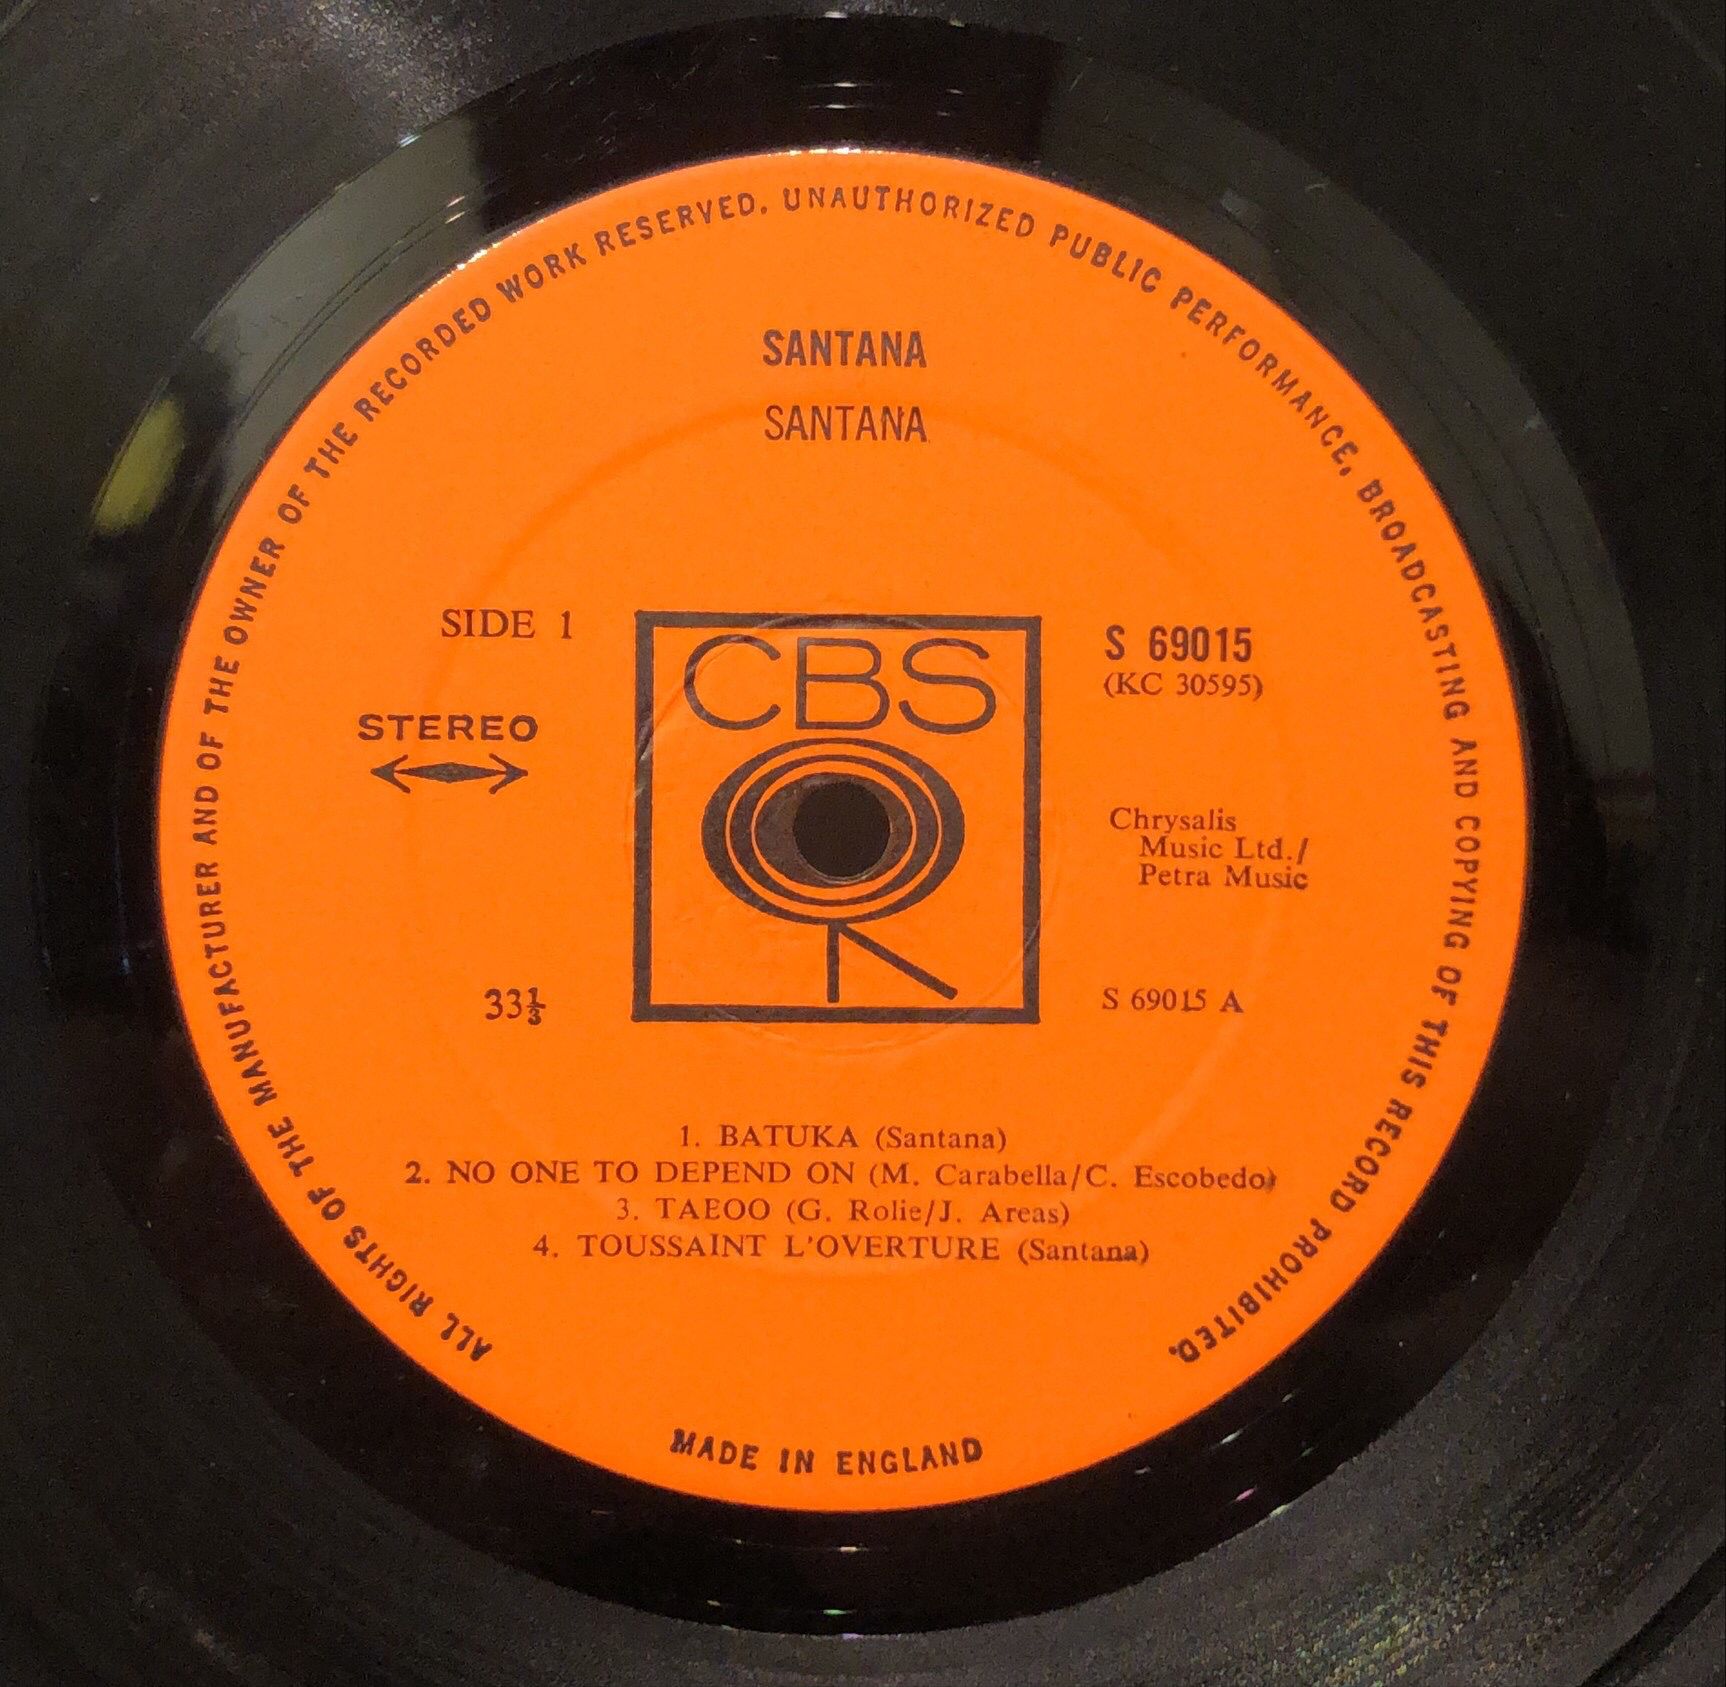 ALL RIGHTS OF THE MANUFACTURER AND OF THE OWNER OF THE RECORDED WORK RESERVED. UNAUTHORIZED PUBLIC PERFORMANCE, BROADCASTING AND COPYING OF THIS RECORD PROHIBITED.
SANTANA
SANTANA
SIDE 1
STEREO
33⅓
CBS
S 69015
(KC 30595)
Chrysalis
Music Ltd./
Petra Music
S 69015 A
1. BATUKA (Santana)
2. NO ONE TO DEPEND ON (M. Carabella/C. Escobedo)
3. TAEOO (G. Rolie/J. Areas)
4. TOUSSAINT L'OVERTURE (Santana)
MADE IN ENGLAND